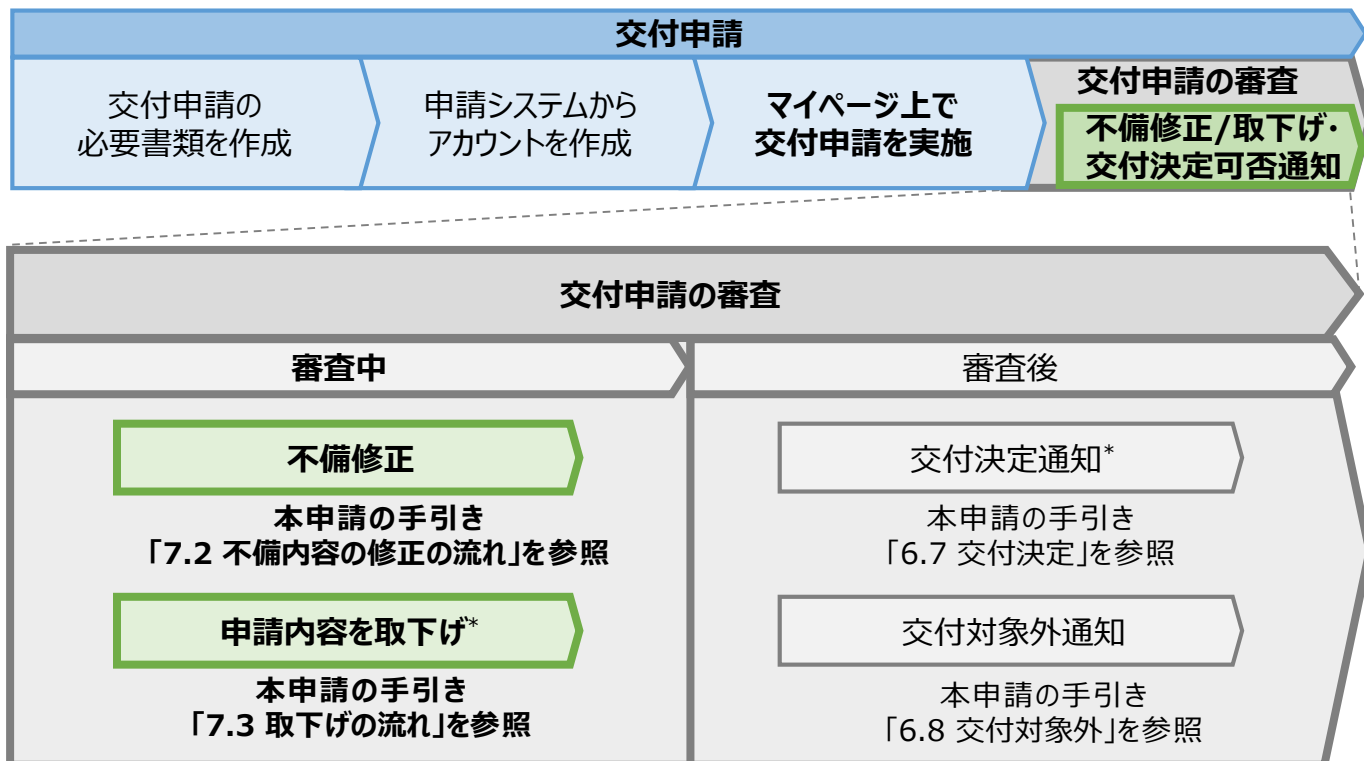 交付申請
交付申請の
必要書類を作成
申請システムから
アカウントを作成
マイページ上で
交付申請を実施
交付申請の審査
不備修正/取下げ・
交付決定可否通知
交付申請の審査
審査中
不備修正
本申請の手引き
「7.2 不備内容の修正の流れ」を参照
申請内容を取下げ*
本申請の手引き
「7.3 取下げの流れ」を参照
審査後
交付決定通知*
本申請の手引き
「6.7 交付決定」を参照
交付対象外通知
本申請の手引き
「6.8 交付対象外」を参照